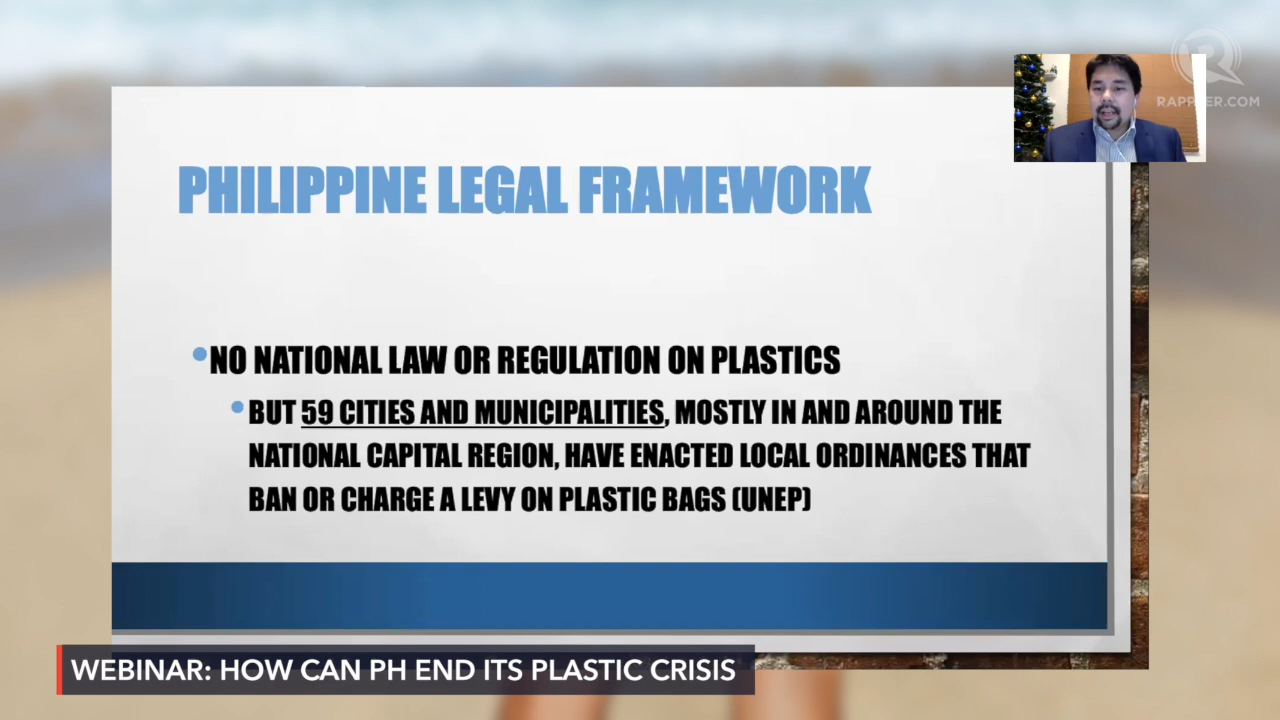 RAPPLER.COM
PHILIPPINE LEGAL FRAMEWORK
NO NATIONAL LAW OR REGULATION ON PLASTICS
BUT 59 CITIES AND MUNICIPALITIES, MOSTLY IN AND AROUND THE
NATIONAL CAPITAL REGION, HAVE ENACTED LOCAL ORDINANCES THAT
BAN OR CHARGE A LEVY ON PLASTIC BAGS (UNEP)
WEBINAR: HOW CAN PH END ITS PLASTIC CRISIS